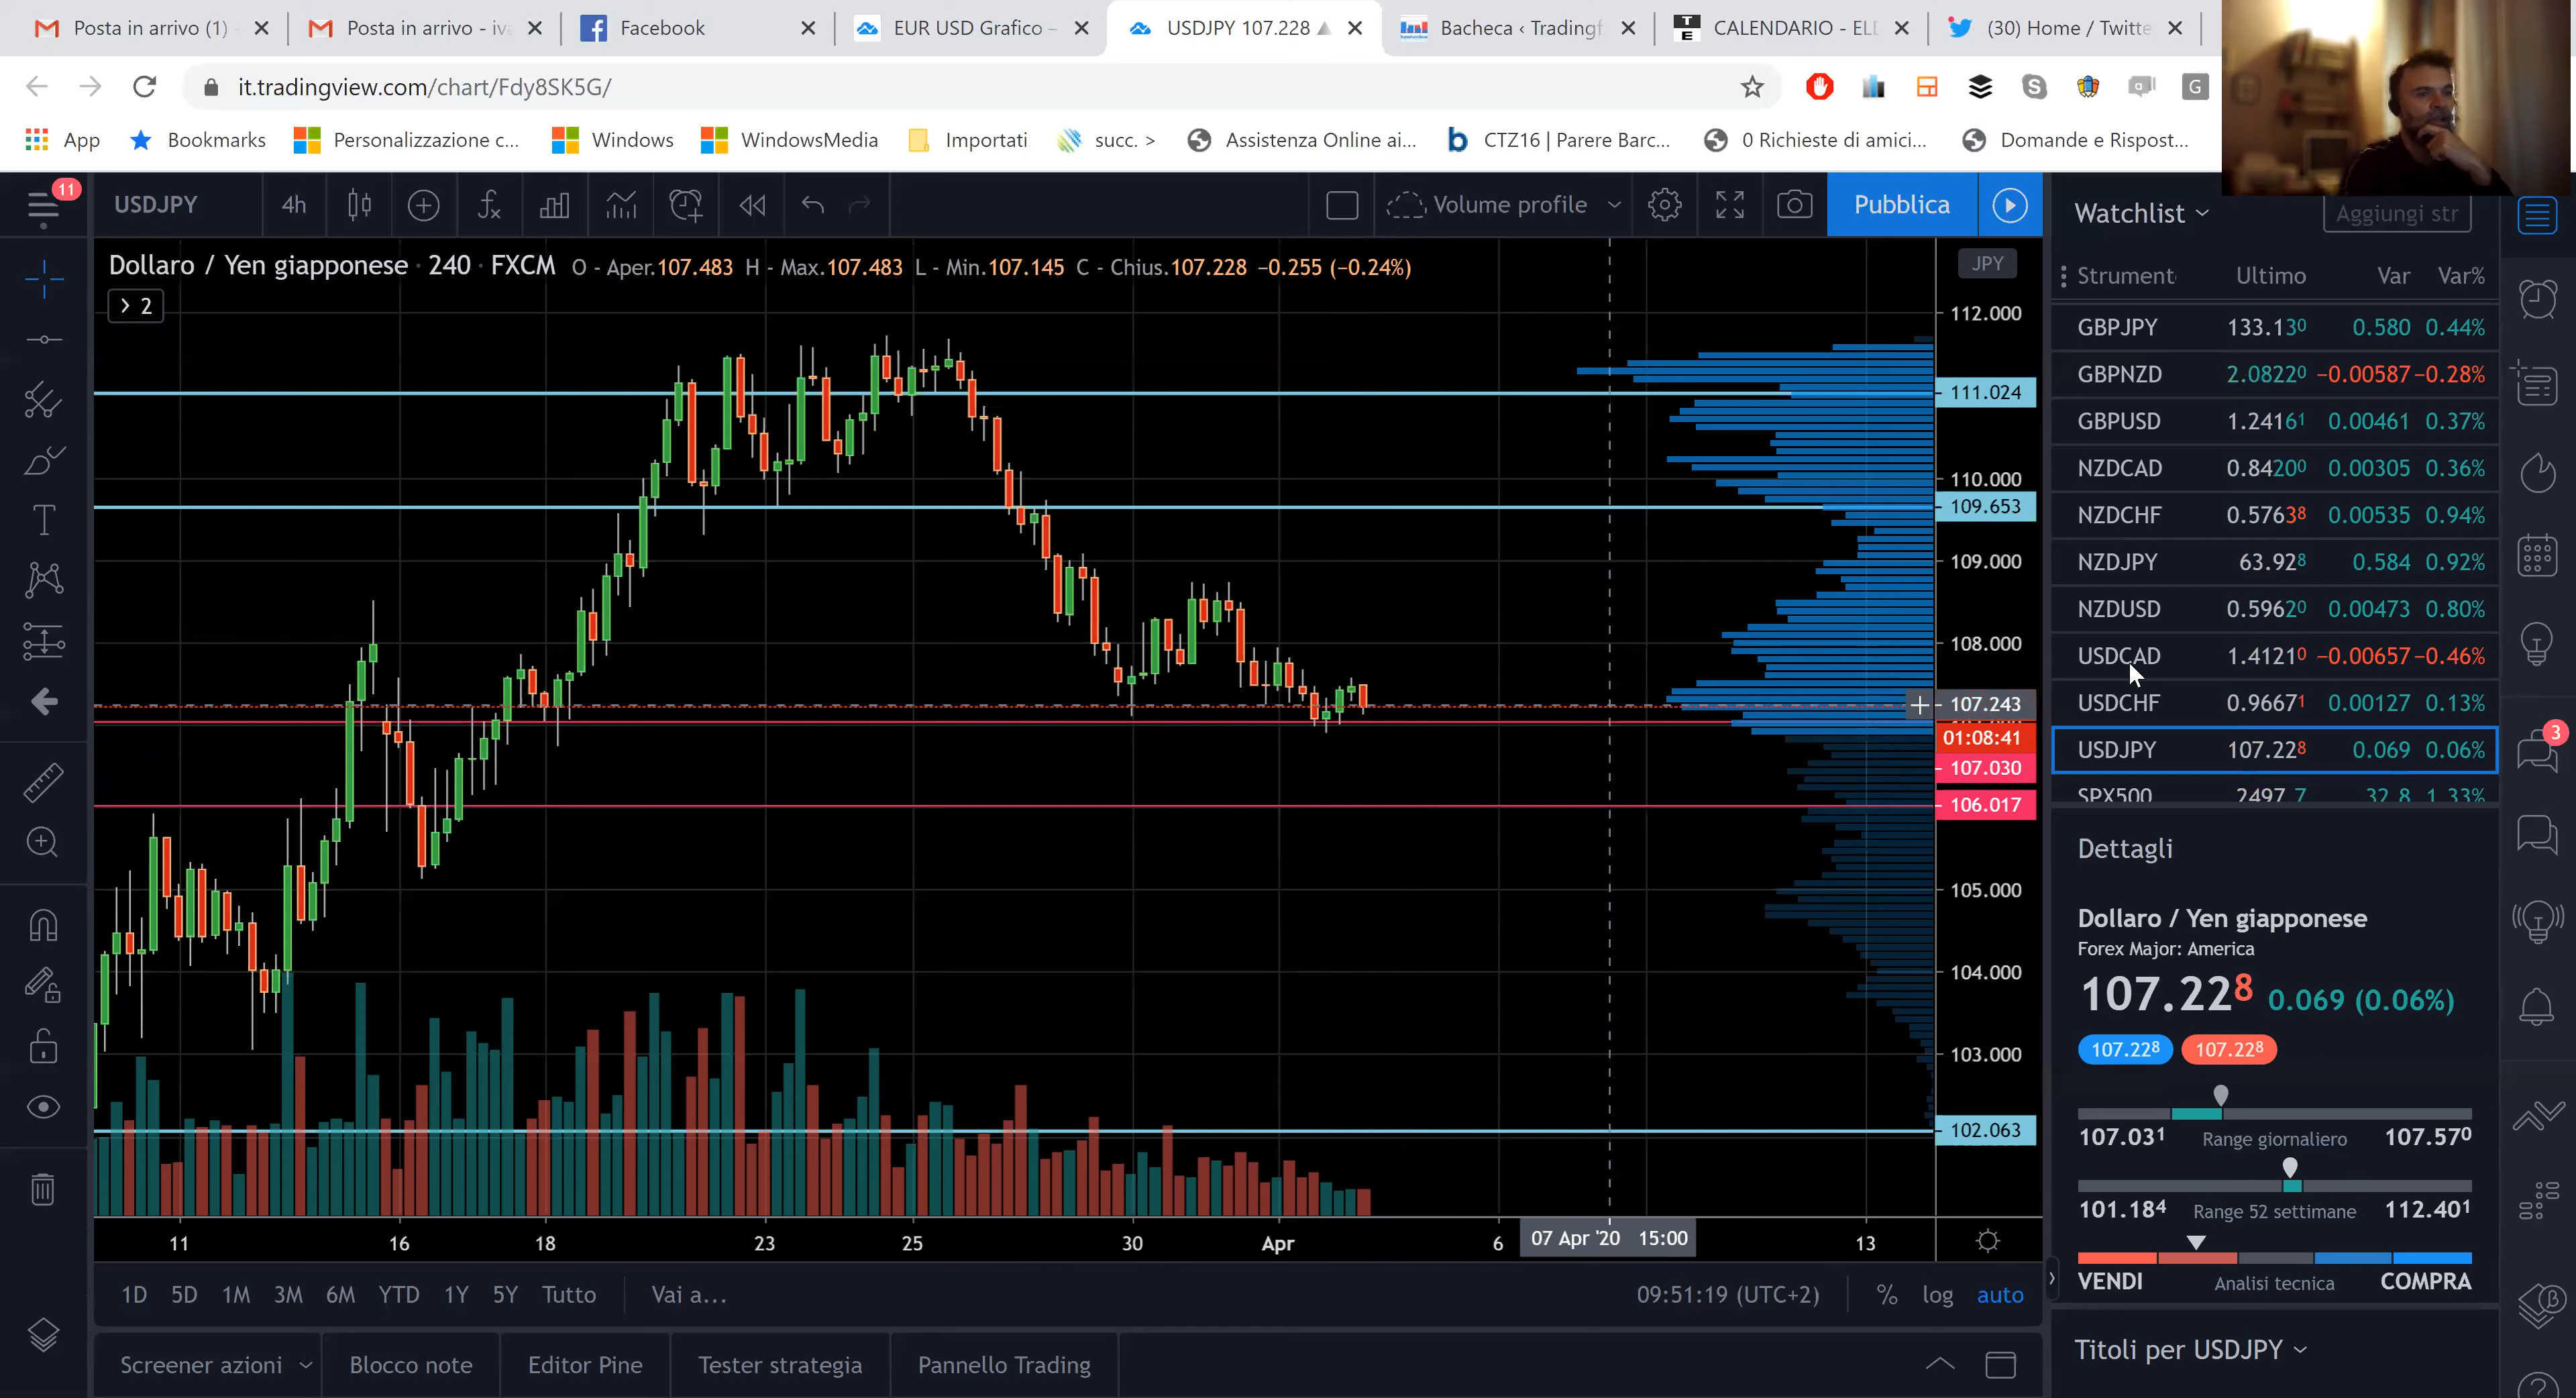 Posta in arrivo (1)
Posta in arrivo - iva
Facebook
EUR USD Grafico –
USDJPY 107.228
Bacheca ‹ Tradingf
CALENDARIO - ELD
(30) Home / Twitte
it.tradingview.com/chart/Fdy8SK5G/
App
Bookmarks
Personalizzazione c...
Windows
WindowsMedia
Importati
succ. >
Assistenza Online ai...
CTZ16 | Parere Barc...
0 Richieste di amici...
Domande e Rispost...
11
USDJPY
4h
Volume profile
Pubblica
Watchlist
Aggiungi str
Dollaro / Yen giapponese · 240 · FXCM O - Aper.107.483 H - Max.107.483 L - Min.107.145 C - Chius.107.228 −0.255 (−0.24%)
> 2
JPY
112.000
111.024
110.000
109.653
109.000
108.000
107.243
01:08:41
107.030
106.017
105.000
104.000
103.000
102.063
11 16 18 23 25 30 Apr 6 07 Apr '20 15:00 13
Strument Ultimo Var Var%
GBPJPY 133.130 0.580 0.44%
GBPNZD 2.08220 −0.00587 −0.28%
GBPUSD 1.24161 0.00461 0.37%
NZDCAD 0.84200 0.00305 0.36%
NZDCHF 0.57638 0.00535 0.94%
NZDJPY 63.928 0.584 0.92%
NZDUSD 0.59620 0.00473 0.80%
USDCAD 1.41210 −0.00657 −0.46%
USDCHF 0.96671 0.00127 0.13%
USDJPY 107.228 0.069 0.06%
SPX500 2497.7 32.8 1.33%
3
Dettagli
Dollaro / Yen giapponese
Forex Major: America
107.228 0.069 (0.06%)
107.228 107.228
107.031 Range giornaliero 107.570
101.184 Range 52 settimane 112.401
VENDI Analisi tecnica COMPRA
Titoli per USDJPY
1D 5D 1M 3M 6M YTD 1Y 5Y Tutto Vai a...
09:51:19 (UTC+2) % log auto
Screener azioni
Blocco note
Editor Pine
Tester strategia
Pannello Trading